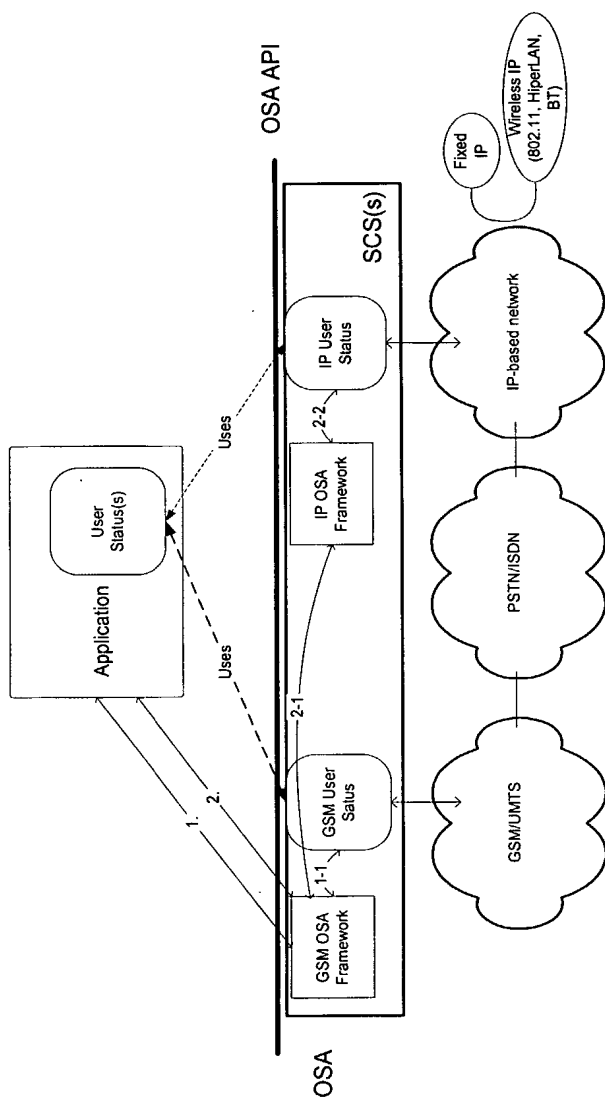 Application
User
Status(s)
1.
2.
Uses
Uses
OSA
OSA API
GSM OSA
Framework
1-1
GSM User
Satus
2-1
IP OSA
Framework
2-2
IP User
Status
SCS(s)
GSM/UMTS
PSTN/ISDN
IP-based network
Fixed
IP
Wireless IP
(802.11, HiperLAN,
BT)